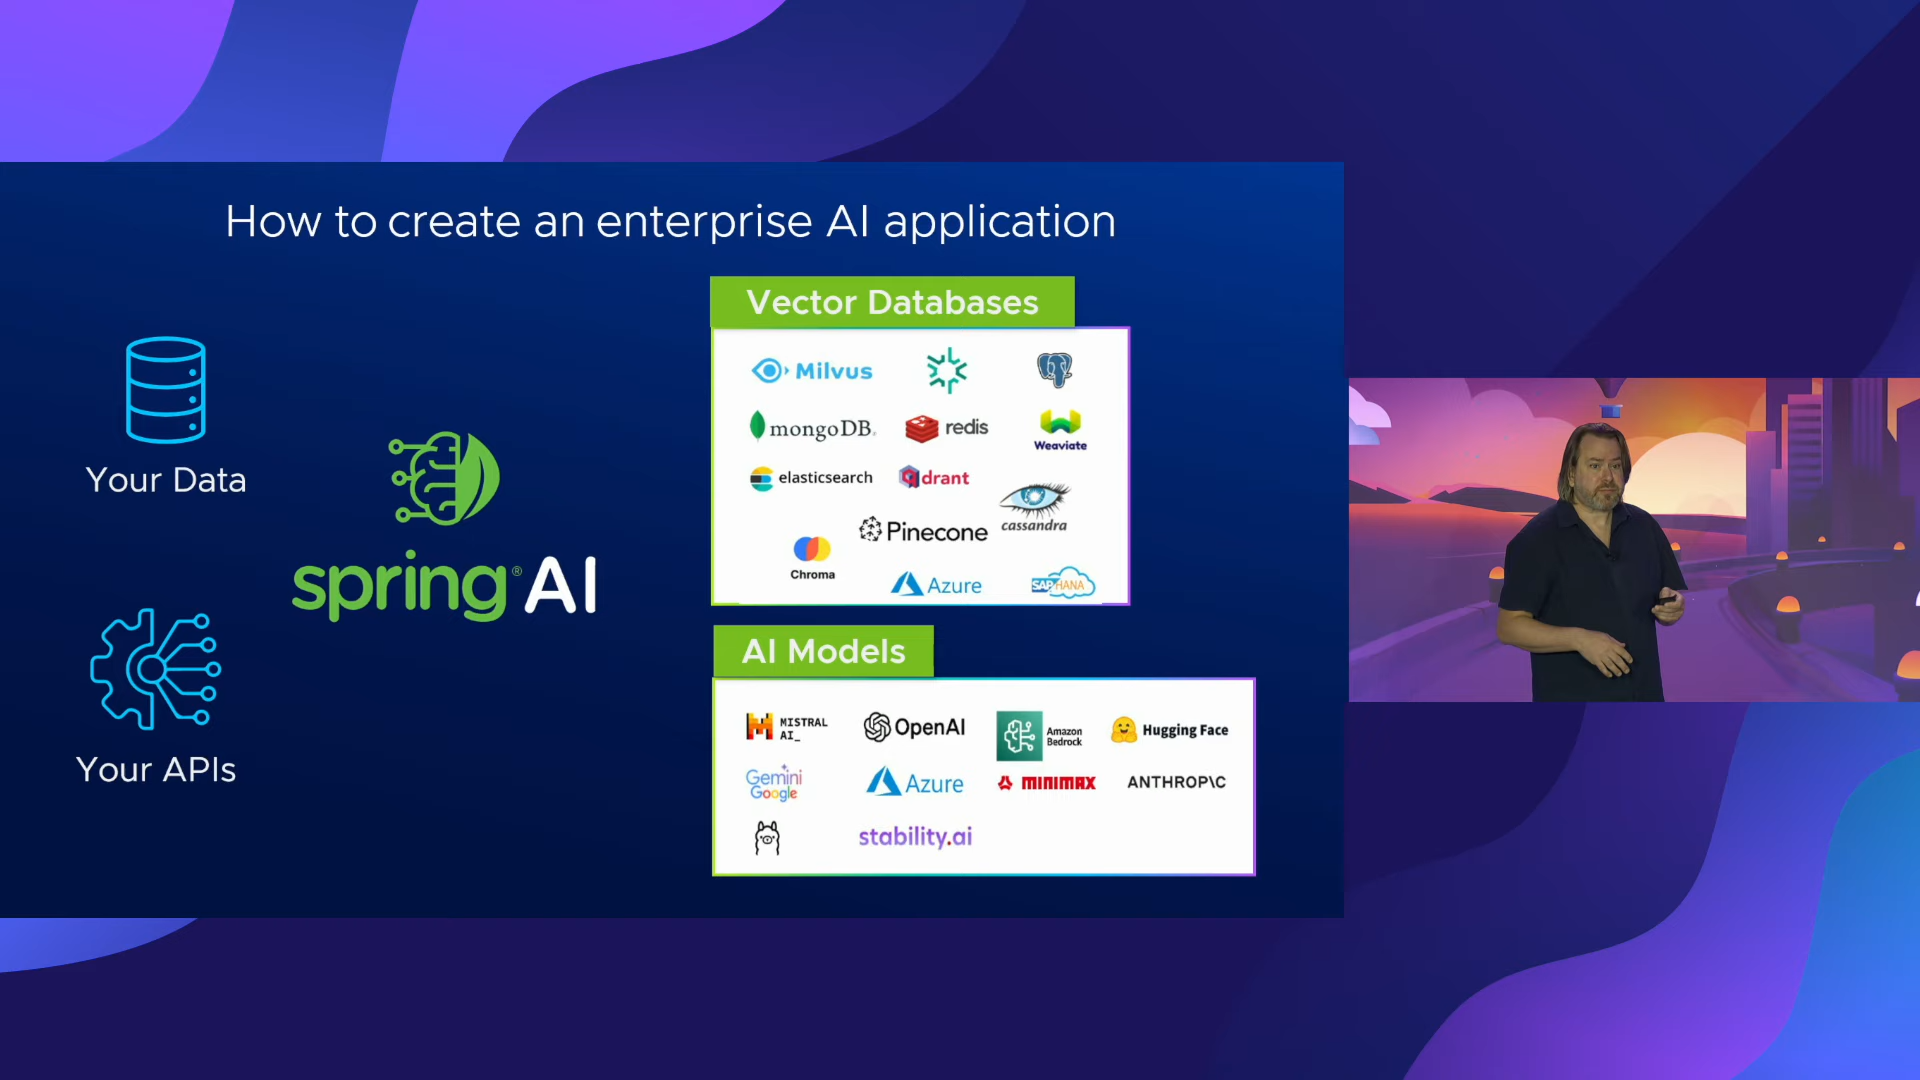 How to create an enterprise AI application
Your Data
Your APIs
spring® AI
Vector Databases
Milvus
mongoDB.
redis
Weaviate
elasticsearch
drant
cassandra
Pinecone
Chroma
Azure
SAP HANA
AI Models
MISTRAL
AI_
OpenAI
Amazon
Bedrock
Hugging Face
Gemini
Google
Azure
MINIMAX
ANTHROP\C
stability.ai